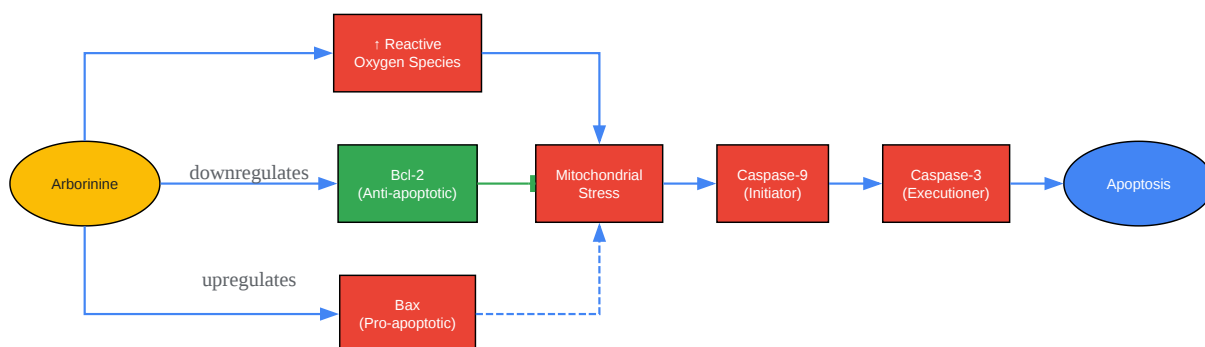 ↑ Reactive
Oxygen Species
Arborinine
downregulates
Bcl-2
(Anti-apoptotic)
Mitochondrial
Stress
Caspase-9
(Initiator)
Caspase-3
(Executioner)
Apoptosis
upregulates
Bax
(Pro-apoptotic)